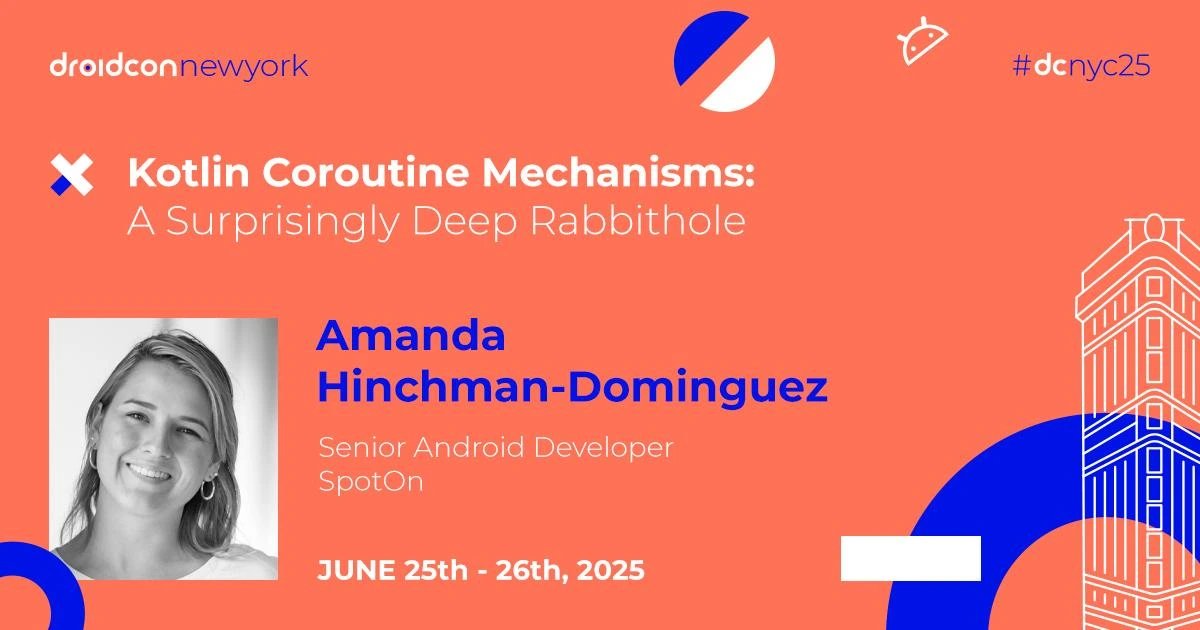 droidconnewyork
#dcnyc25
Kotlin Coroutine Mechanisms:
A Surprisingly Deep Rabbithole
Amanda
Hinchman-Dominguez
Senior Android Developer
SpotOn
JUNE 25th - 26th, 2025